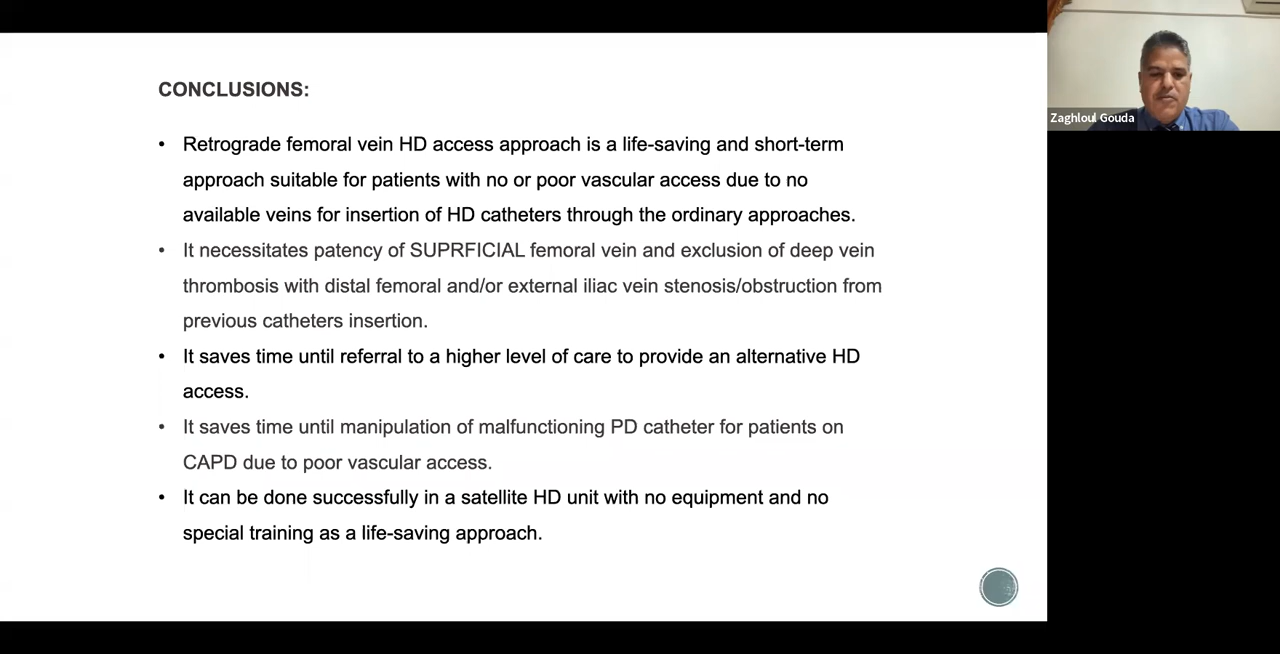 CONCLUSIONS:
• Retrograde femoral vein HD access approach is a life-saving and short-term
approach suitable for patients with no or poor vascular access due to no
available veins for insertion of HD catheters through the ordinary approaches.
• It necessitates patency of SUPRFICIAL femoral vein and exclusion of deep vein
thrombosis with distal femoral and/or external iliac vein stenosis/obstruction from
previous catheters insertion.
• It saves time until referral to a higher level of care to provide an alternative HD
access.
• It saves time until manipulation of malfunctioning PD catheter for patients on
CAPD due to poor vascular access.
• It can be done successfully in a satellite HD unit with no equipment and no
special training as a life-saving approach.
Zaghloul Gouda